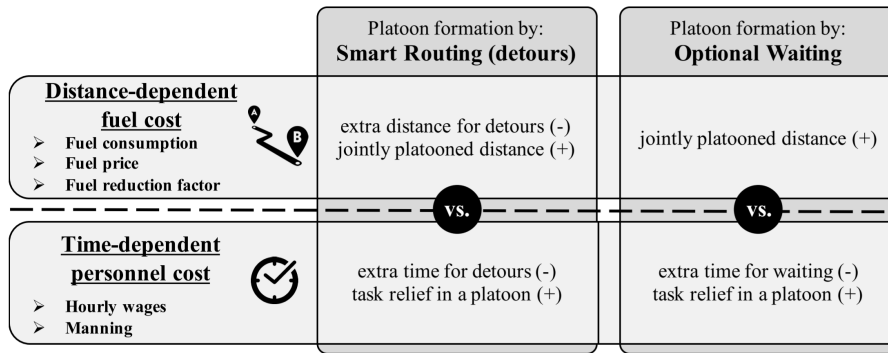 Platoon formation by:
Smart Routing (detours)
Platoon formation by:
Optional Waiting
Distance-dependent
fuel cost
➢ Fuel consumption
➢ Fuel price
➢ Fuel reduction factor
A
B
extra distance for detours (-)
jointly platooned distance (+)
jointly platooned distance (+)
vs.
vs.
Time-dependent
personnel cost
➢ Hourly wages
➢ Manning
extra time for detours (-)
task relief in a platoon (+)
extra time for waiting (-)
task relief in a platoon (+)